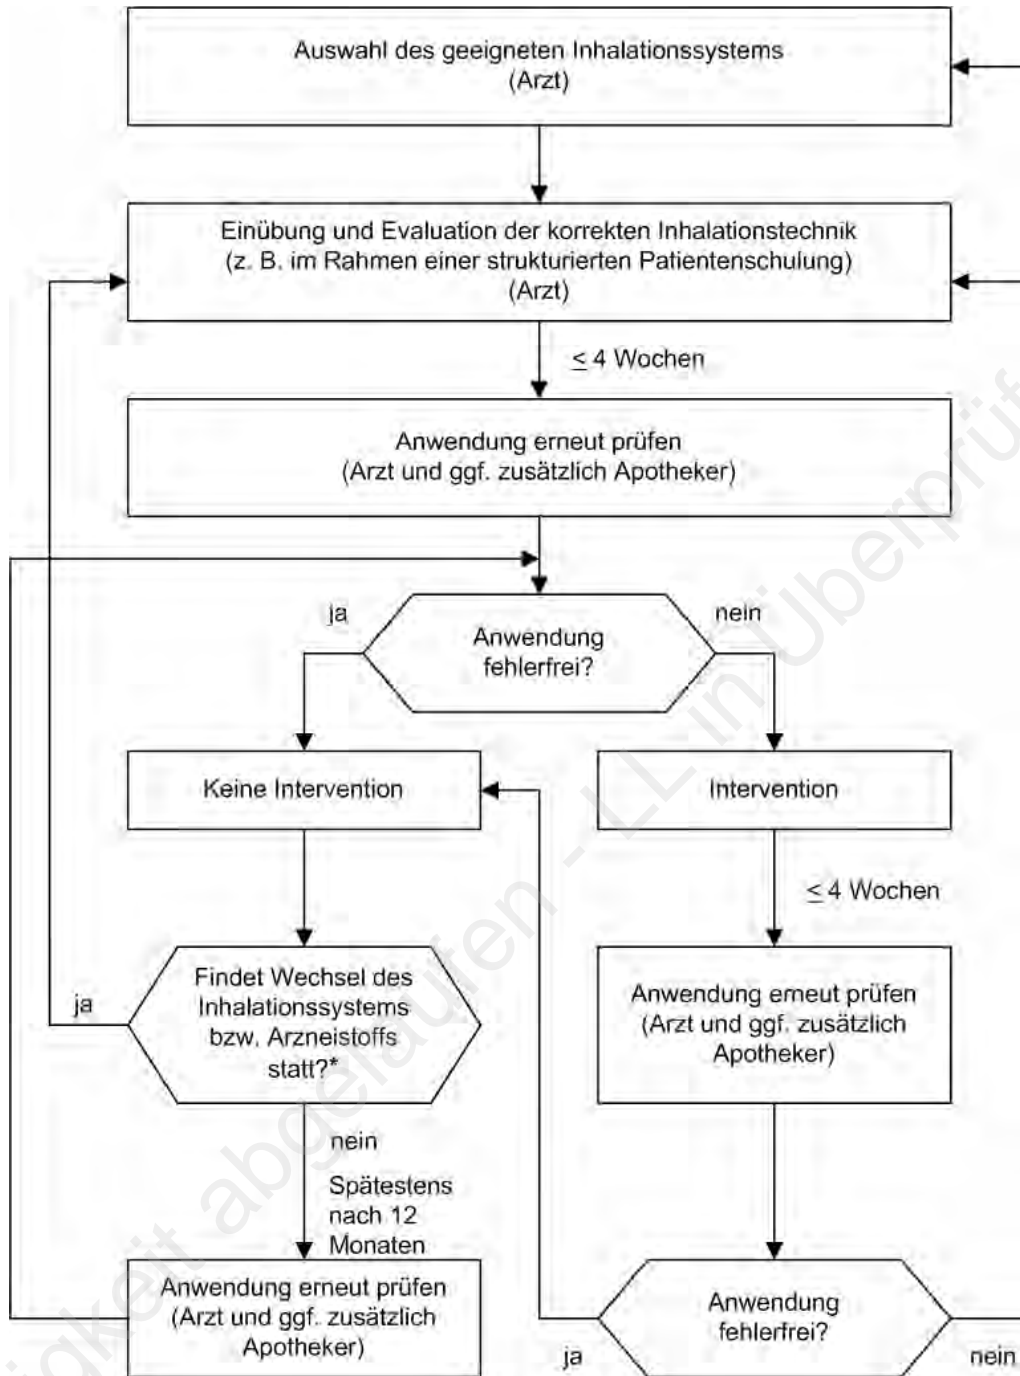 Auswahl des geeigneten Inhalationssystems
(Arzt)
Einübung und Evaluation der korrekten Inhalationstechnik
(z. B. im Rahmen einer strukturierten Patientenschulung)
(Arzt)
≤ 4 Wochen
Anwendung erneut prüfen
(Arzt und ggf. zusätzlich Apotheker)
ja
nein
Anwendung
fehlerfrei?
Keine Intervention
Intervention
≤ 4 Wochen
ja
Findet Wechsel des
Inhalationssystems
bzw. Arzneistoffs
statt?*
Anwendung erneut prüfen
(Arzt und ggf. zusätzlich
Apotheker)
nein
Spätestens
nach 12
Monaten
Anwendung erneut prüfen
(Arzt und ggf. zusätzlich
Apotheker)
Anwendung
fehlerfrei?
ja
nein
abgelaufen - LL in